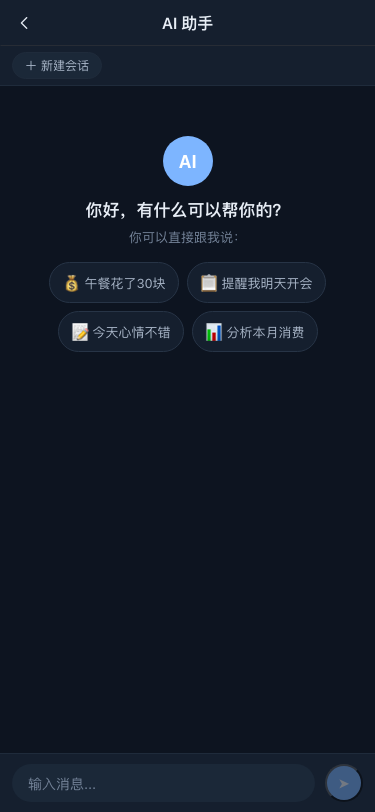 AI 助手
+ 新建会话
AI
你好，有什么可以帮你的?
你可以直接跟我说：
💰 午餐花了30块
📋 提醒我明天开会
📝 今天心情不错
📊 分析本月消费
输入消息...